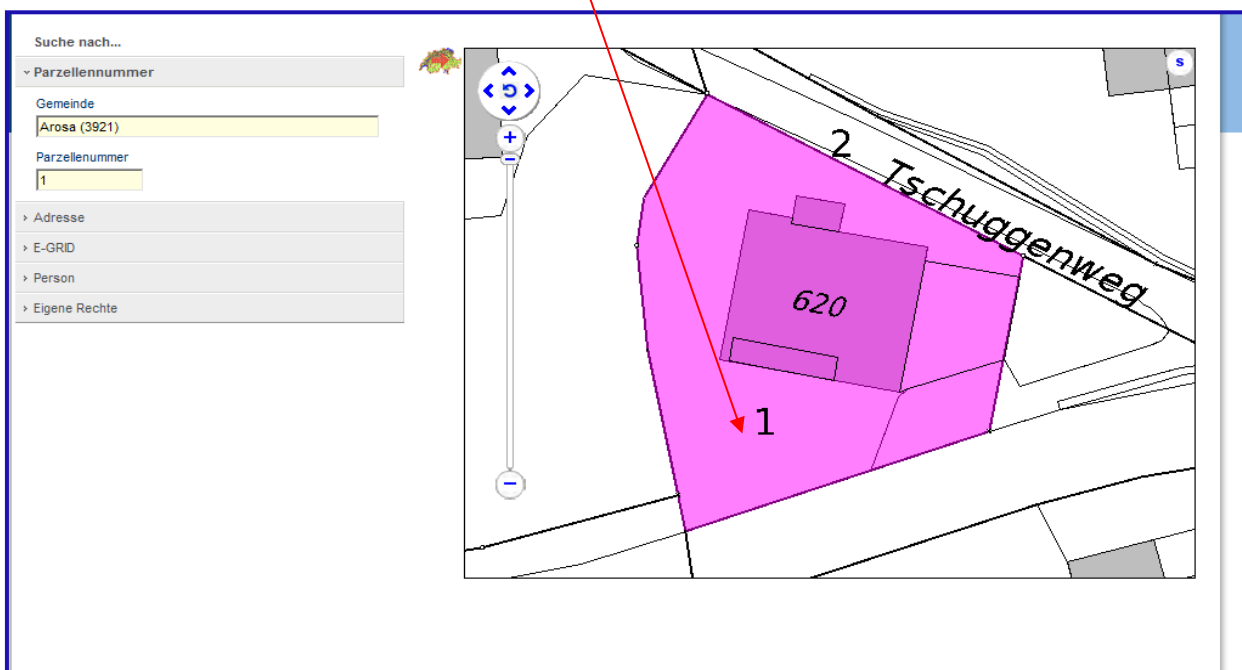 Suche nach...
Parzellennummer
Gemeinde
Arosa (3921)
Parzellenummer
1
Adresse
E-GRID
Person
Eigene Rechte
S
2 Tschuggenweg
620
1